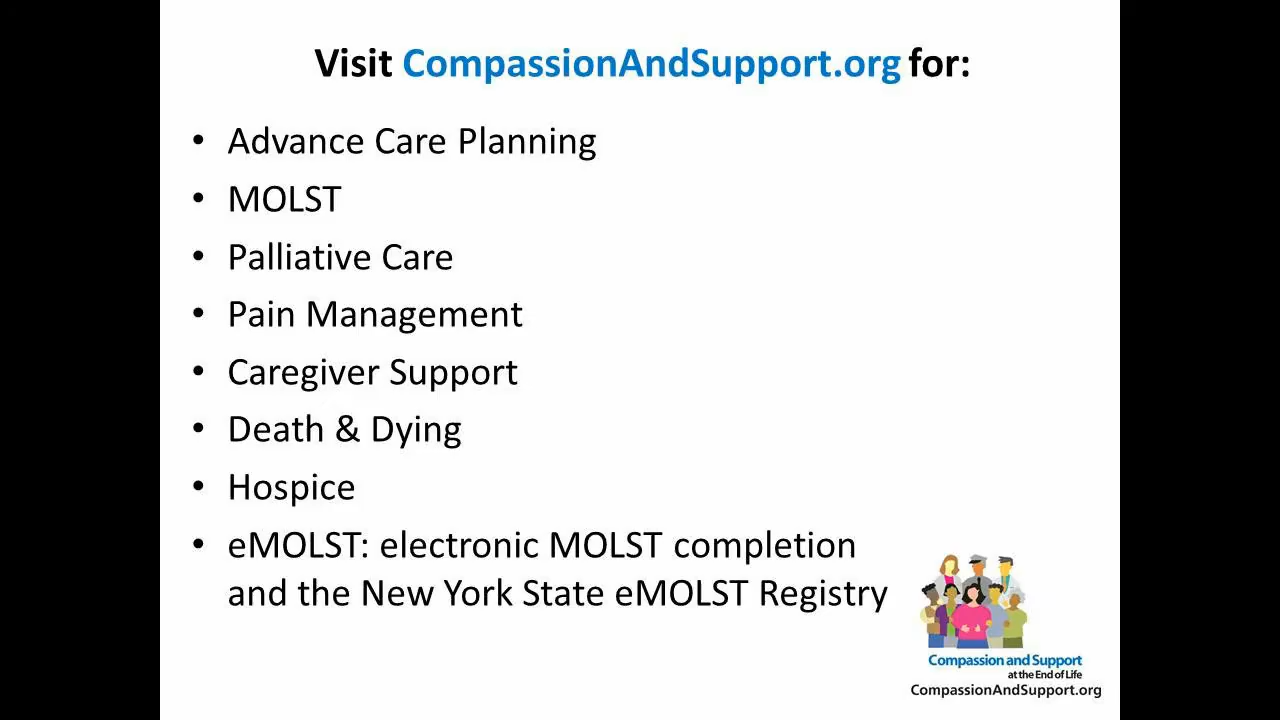 Visit CompassionAndSupport.org for:
• Advance Care Planning
• MOLST
• Palliative Care
• Pain Management
• Caregiver Support
• Death & Dying
• Hospice
• eMOLST: electronic MOLST completion
and the New York State eMOLST Registry
Compassion and Support
at the End of Life
CompassionAndSupport.org